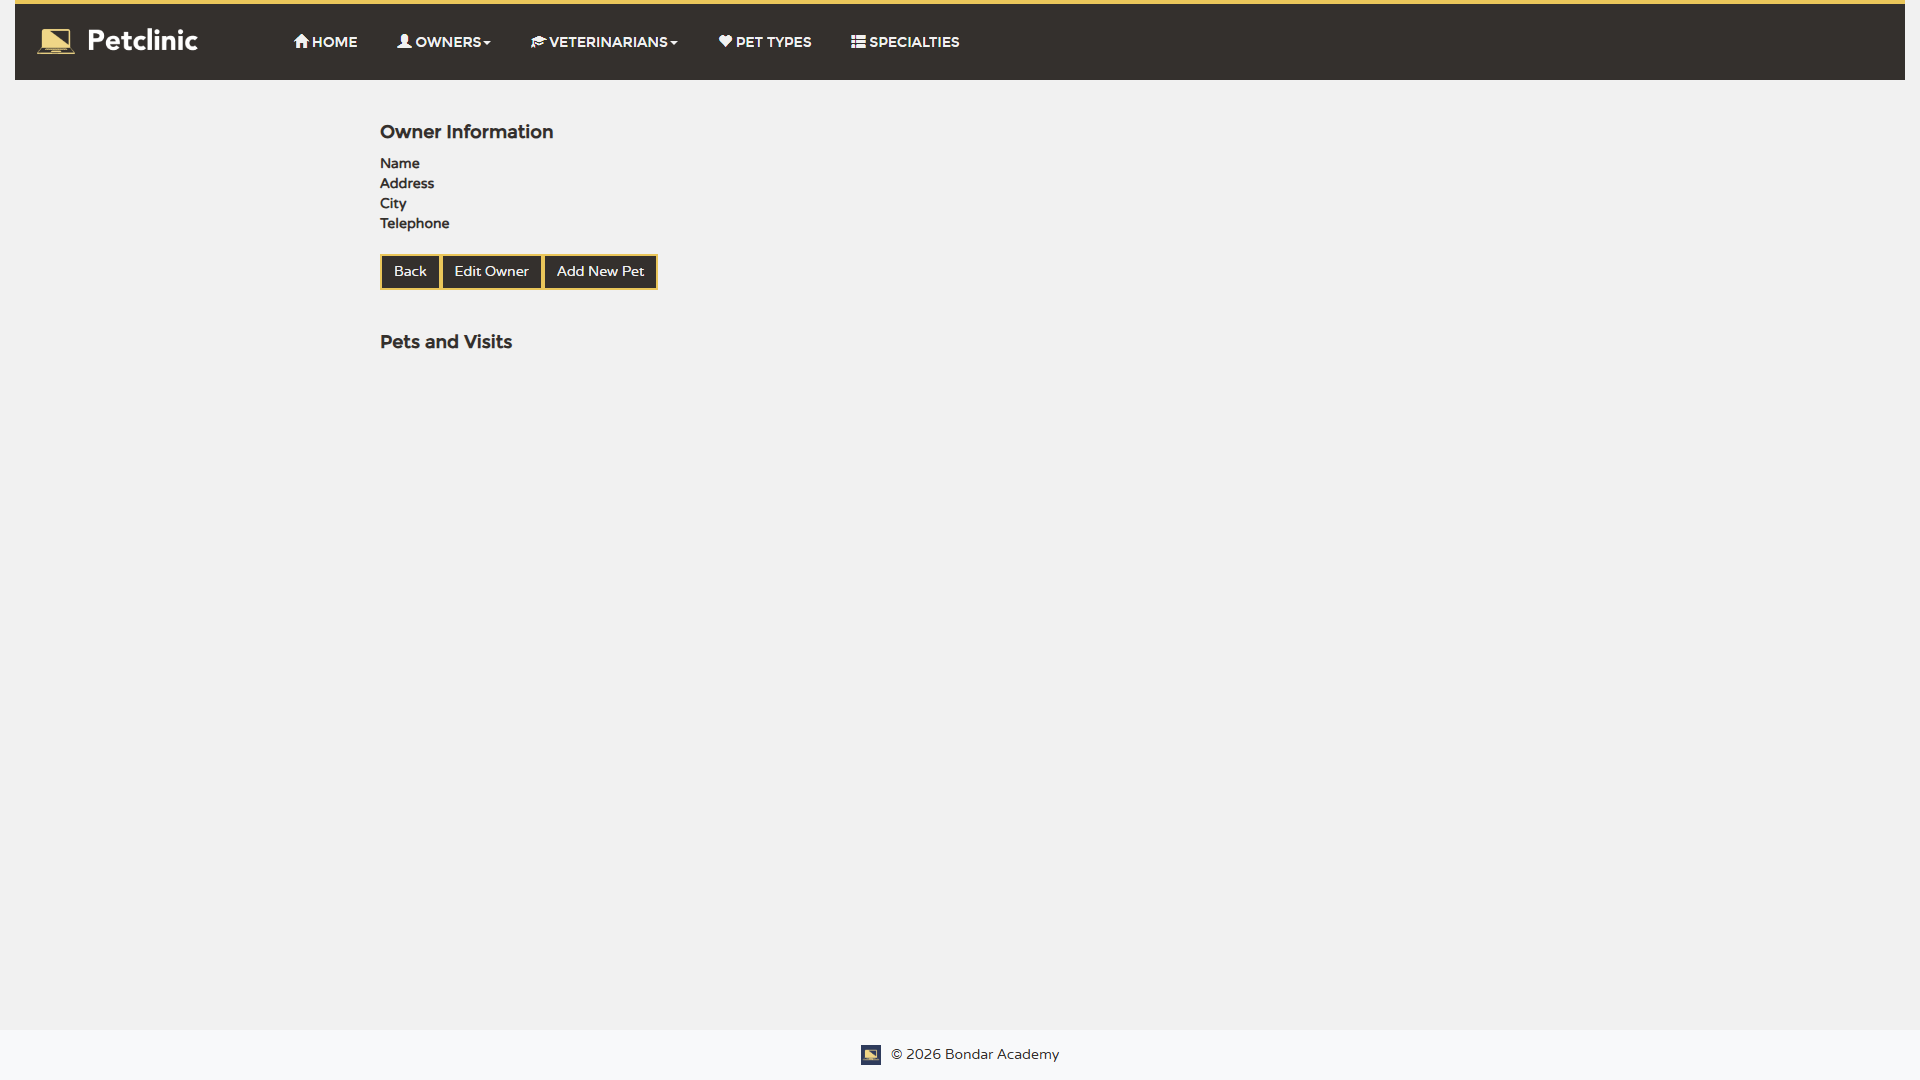 Petclinic
HOME
OWNERS
VETERINARIANS
PET TYPES
SPECIALTIES
Owner Information
Name
Address
City
Telephone
Back
Edit Owner
Add New Pet
Pets and Visits
© 2026 Bondar Academy